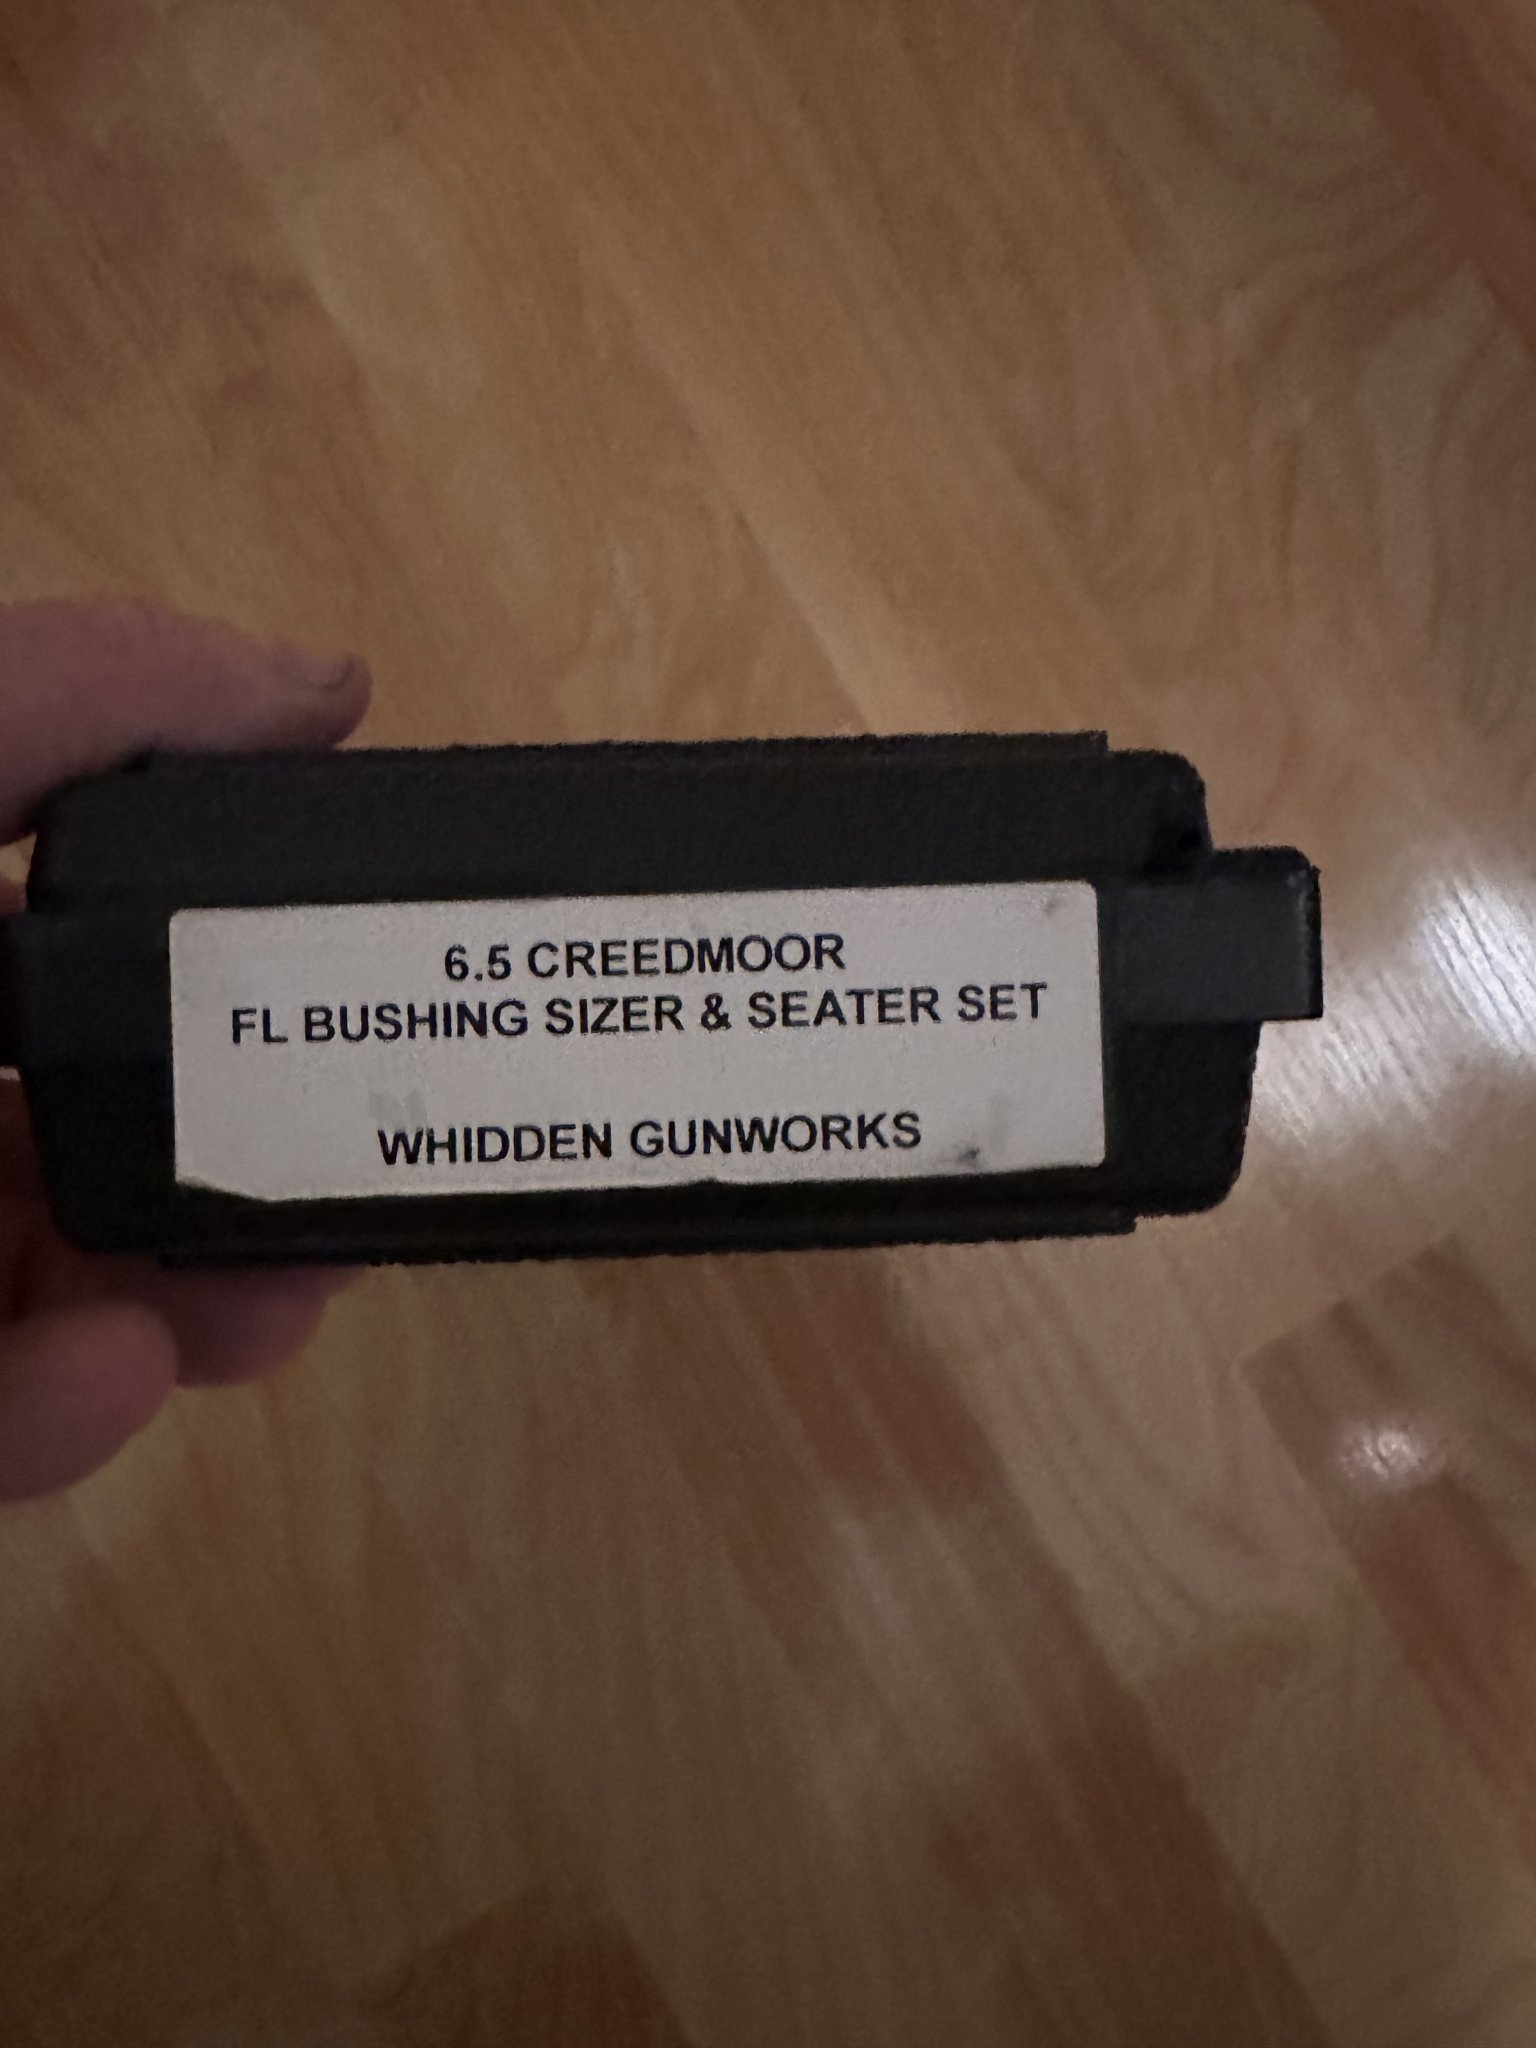 6.5 CREEDMOOR
FL BUSHING SIZER & SEATER SET
WHIDDEN GUNWORKS